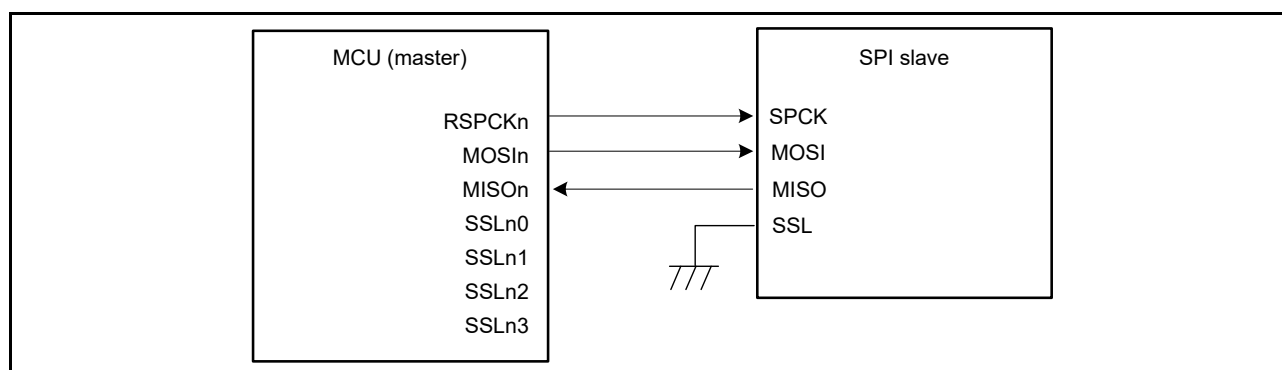 MCU (master)
RSPCKn
MOSIn
MISOn
SSLn0
SSLn1
SSLn2
SSLn3
SPI slave
SPCK
MOSI
MISO
SSL